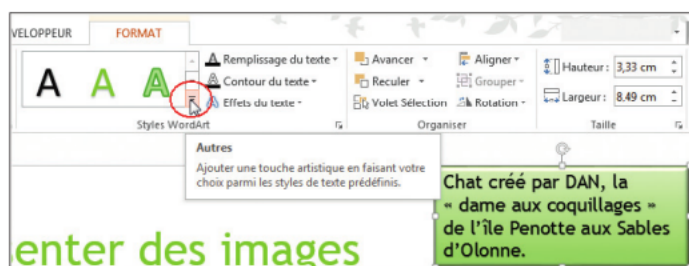 VELOPPEUR FORMAT
A A A
Remplissage du texte
Contour du texte
Effets du texte
Styles WordArt
Avancer
Reculer
Volet Sélection
Aligner
Grouper
Rotation
Organiser
Hauteur : 3,33 cm
Largeur : 8.49 cm
Taille
Autres
Ajouter une touche artistique en faisant votre
choix parmi les styles de texte prédéfinis.
Chat créé par DAN, la
« dame aux coquillages »
de l’île Penotte aux Sables
d’Olonne.
enter des images